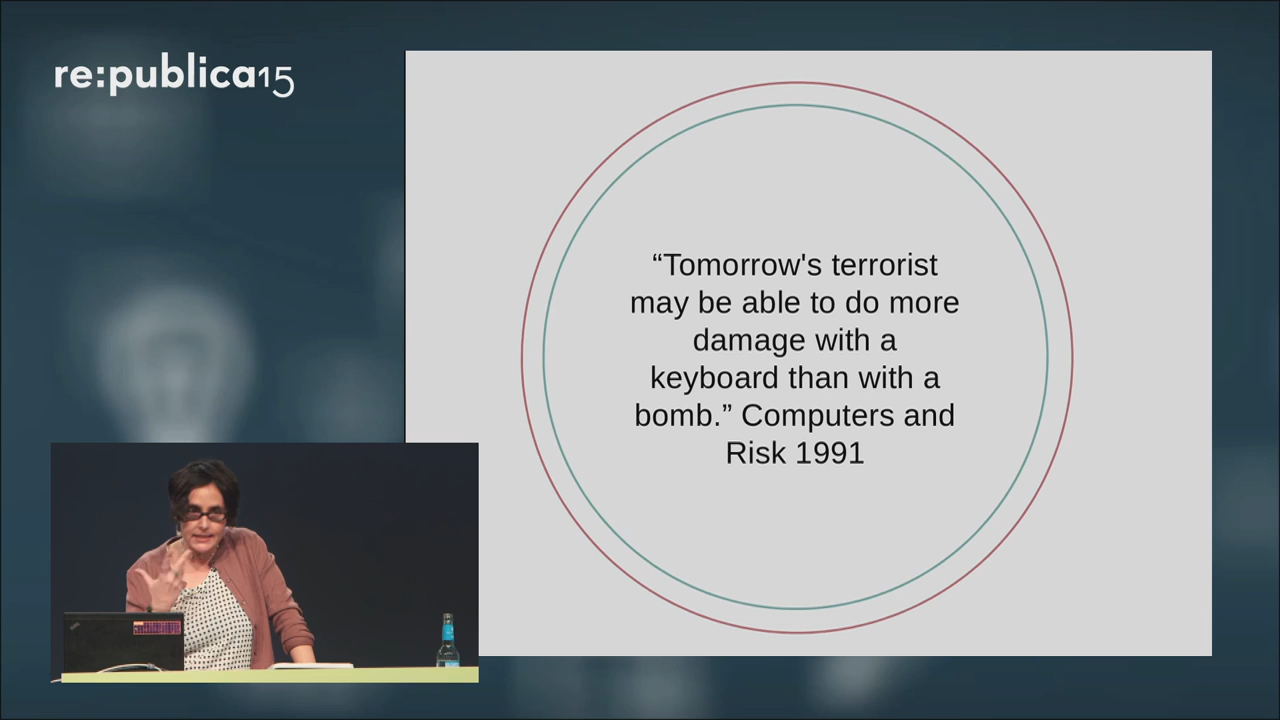 re:publica15
“Tomorrow's terrorist
may be able to do more
damage with a
keyboard than with a
bomb.” Computers and
Risk 1991